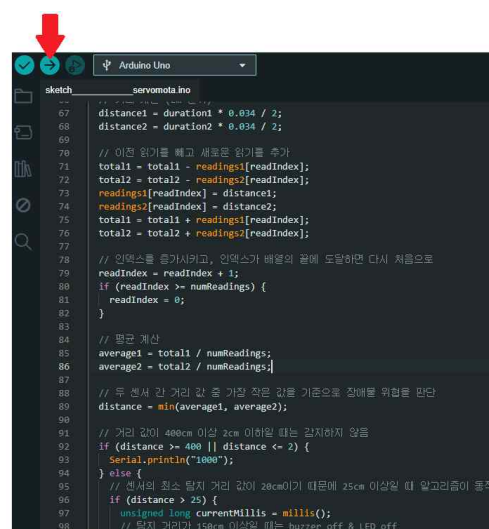 Arduino Uno
sketch________servomota.ino
67 distance1 = duration1 * 0.034 / 2;
68 distance2 = duration2 * 0.034 / 2;
69
70 // 이전 읽기를 빼고 새로운 읽기를 추가
71 total1 = total1 - readings1[readIndex];
72 total2 = total2 - readings2[readIndex];
73 readings1[readIndex] = distance1;
74 readings2[readIndex] = distance2;
75 total1 = total1 + readings1[readIndex];
76 total2 = total2 + readings2[readIndex];
77
78 // 인덱스를 증가시키고, 인덱스가 배열의 끝에 도달하면 다시 처음으로
79 readIndex = readIndex + 1;
80 if (readIndex >= numReadings) {
81 readIndex = 0;
82 }
83
84 // 평균 계산
85 average1 = total1 / numReadings;
86 average2 = total2 / numReadings;
87
88 // 두 센서 간 거리 값 중 가장 작은 값을 기준으로 장애물 위협을 판단
89 distance = min(average1, average2);
90
91 // 거리 값이 400cm 이상 2cm 이하일 때는 감지하지 않음
92 if (distance >= 400 || distance <= 2) {
93 Serial.println("1000");
94 } else {
95 // 센서의 최소 탐지 거리 값이 20cm이기 때문에 25cm 이상일 때 알고리즘이 동작
96 if (distance > 25) {
97 unsigned long currentMillis = millis();
98 // 탐지 거리가 150cm 이상일 때는 buzzer off & LED off